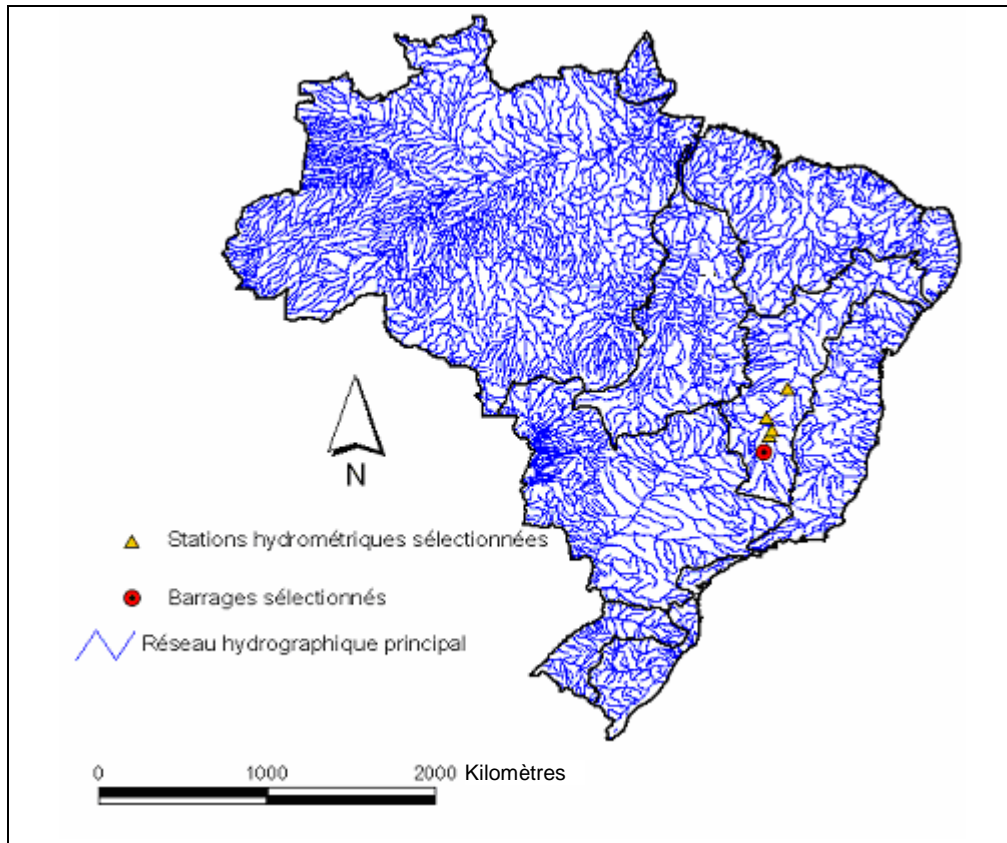 N
Stations hydrométriques sélectionnées
Barrages sélectionnés
Réseau hydrographique principal
0 1000 2000 Kilomètres